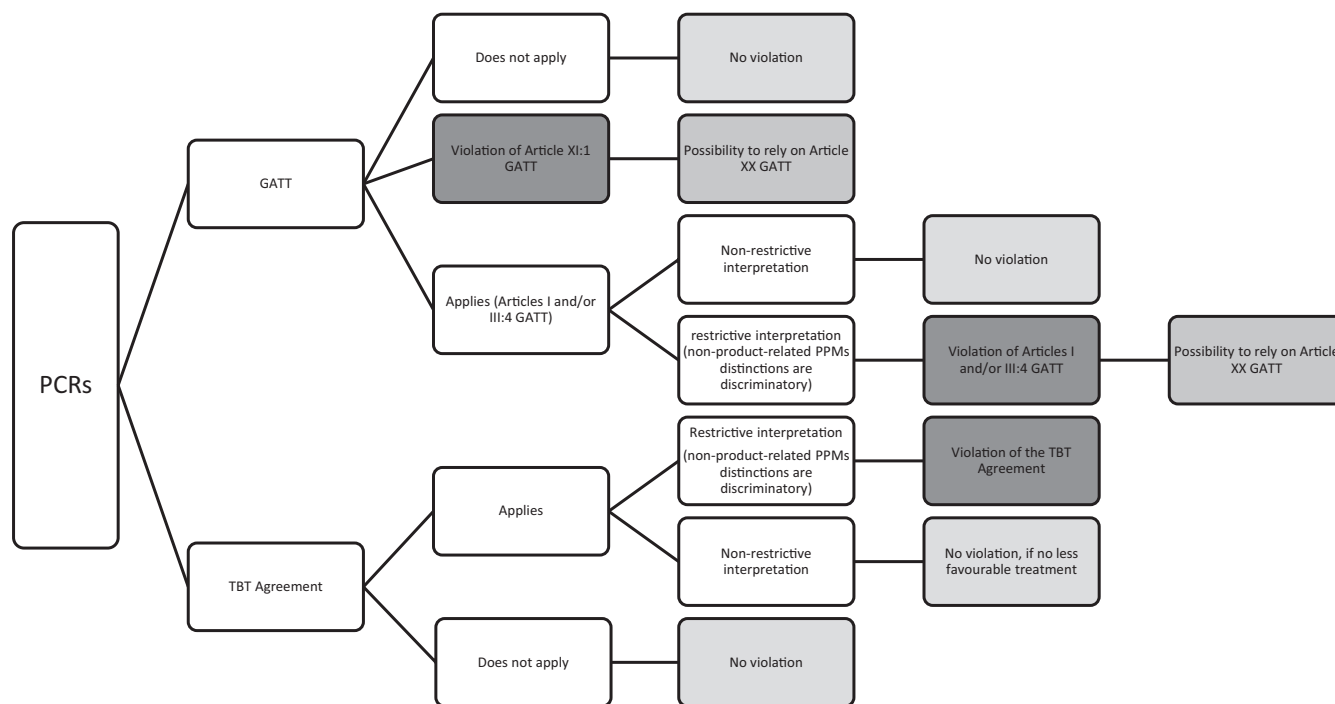 Does not apply
No violation
Violation of Article XI:1
GATT
Possibility to rely on Article
XX GATT
GATT
Non-restrictive
interpretation
No violation
Applies (Articles I and/or
III:4 GATT)
restrictive interpretation
(non-product-related PPMs
distinctions are
discriminatory)
Violation of Articles I
and/or III:4 GATT
Possibility to rely on Article
XX GATT
PCRs
Restrictive interpretation
(non-product-related PPMs
distinctions are
discriminatory)
Violation of the TBT
Agreement
Applies
Non-restrictive
interpretation
No violation, if no less
favourable treatment
TBT Agreement
Does not apply
No violation